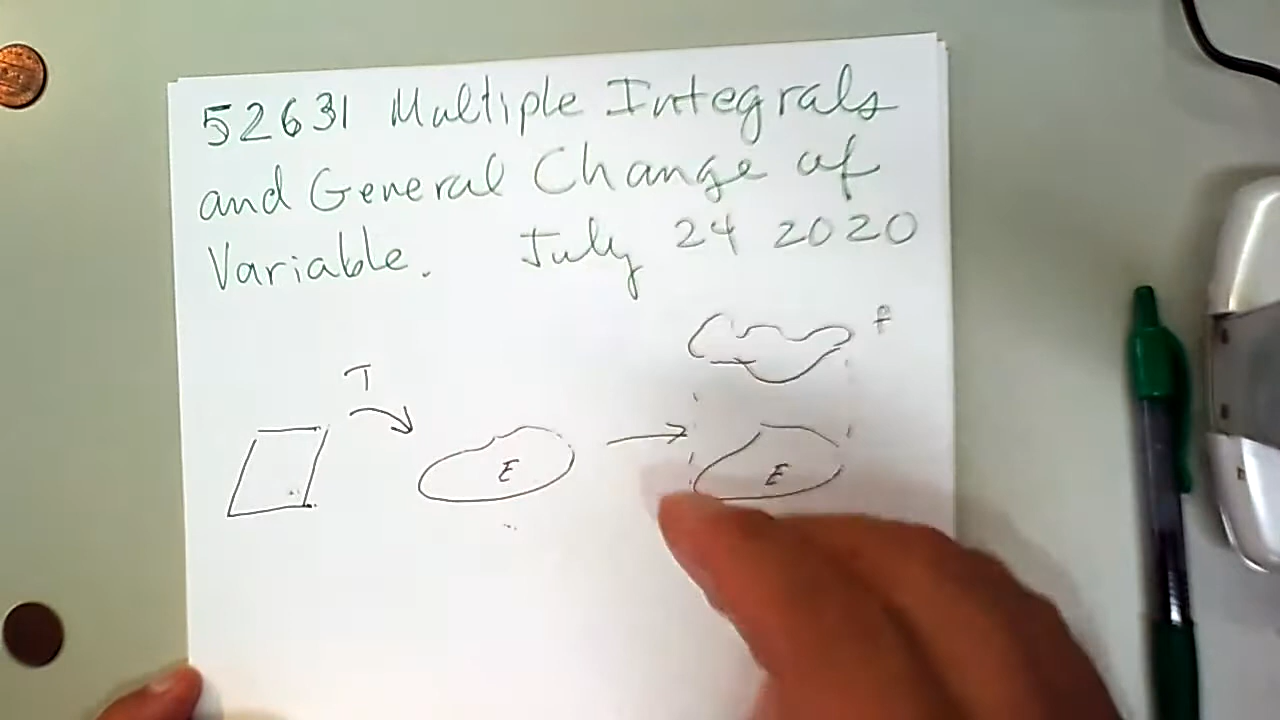 52631 Multiple Integrals
and General Change of
Variable. July 24 2020
f
T
E
E